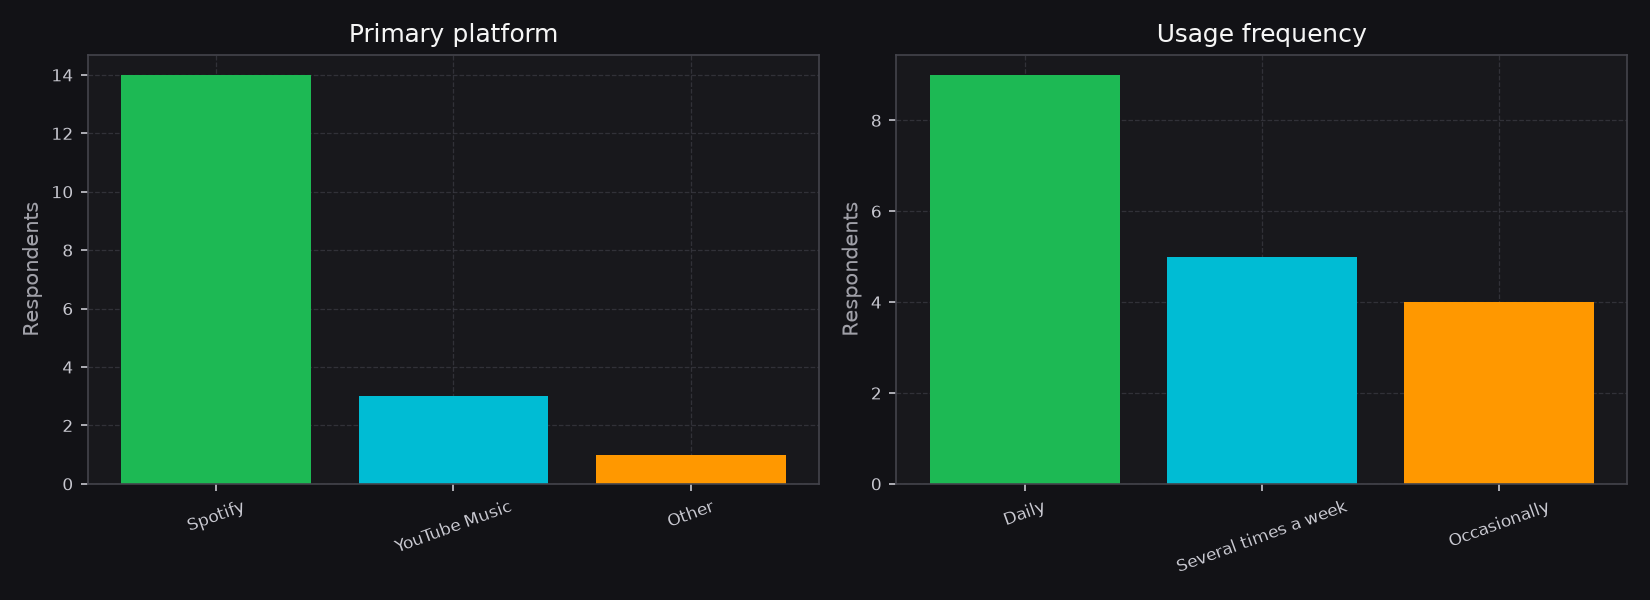 Primary platform
Respondents
14
12
10
8
6
4
2
0
Spotify
YouTube Music
Other
Usage frequency
Respondents
8
6
4
2
0
Daily
Several times a week
Occasionally